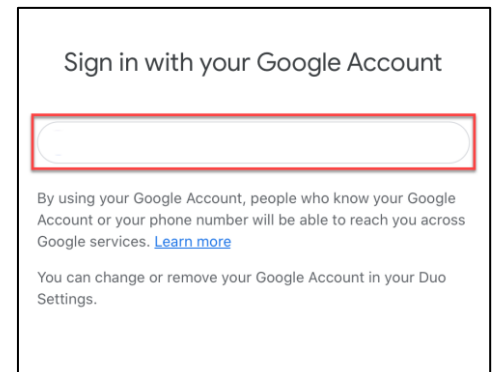 Sign in with your Google Account
By using your Google Account, people who know your Google
Account or your phone number will be able to reach you across
Google services. Learn more
You can change or remove your Google Account in your Duo
Settings.